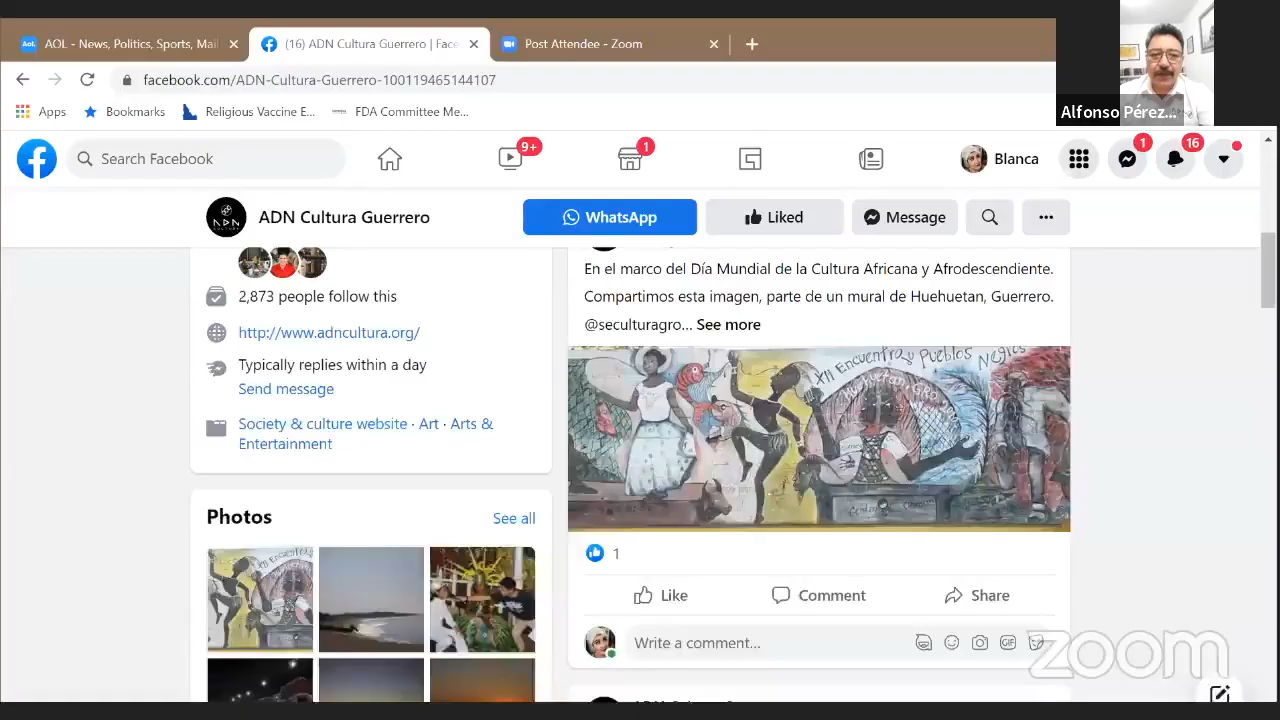 AOL - News, Politics, Sports, Mail
(16) ADN Cultura Guerrero | Face
Post Attendee - Zoom
facebook.com/ADN-Cultura-Guerrero-100119465144107
Apps
Bookmarks
Religious Vaccine E...
FDA Committee Me...
Alfonso Pérez...
Search Facebook
9+
1
Blanca
1
16
ADN Cultura Guerrero
WhatsApp
Liked
Message
2,873 people follow this
http://www.adncultura.org/
Typically replies within a day
Send message
Society & culture website · Art · Arts &
Entertainment
En el marco del Día Mundial de la Cultura Africana y Afrodescendiente.
Compartimos esta imagen, parte de un mural de Huehuetan, Guerrero.
@seculturagro... See more
XII Encuentro Pueblos Negros
Huehuetan, GRO
Photos
See all
1
Like
Comment
Share
Write a comment...
GIF
zoom